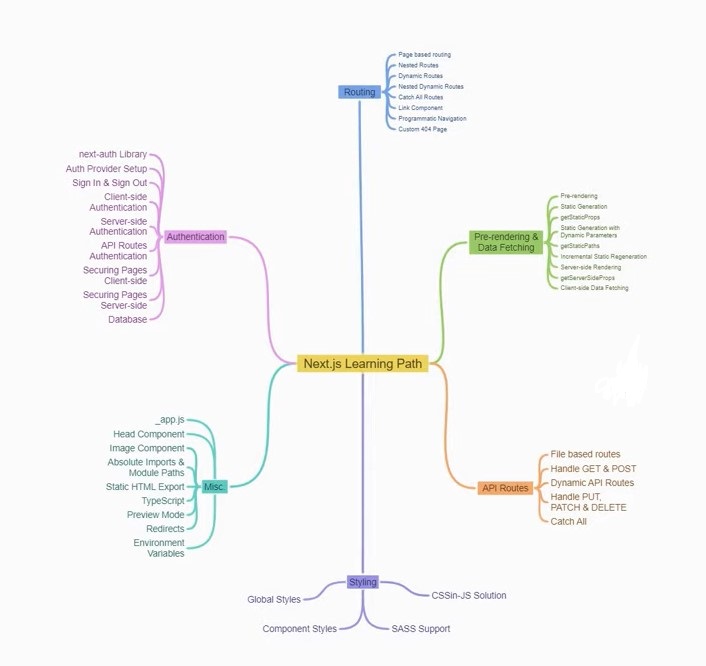 Page based routing
Nested Routes
Dynamic Routes
Nested Dynamic Routes
Catch All Routes
Link Component
Programmatic Navigation
Custom 404 Page
Routing
next-auth Library
Auth Provider Setup
Sign In & Sign Out
Client-side
Authentication
Server-side
Authentication
API Routes
Authentication
Securing Pages
Client-side
Securing Pages
Server-side
Database
Authentication
Pre-rendering &
Data Fetching
Pre-rendering
Static Generation
getStaticProps
Static Generation with
Dynamic Parameters
getStaticPaths
Incremental Static Regeneration
Server-side Rendering
getServerSideProps
Client-side Data Fetching
Next.js Learning Path
_app.js
Head Component
Image Component
Absolute Imports &
Module Paths
Static HTML Export
TypeScript
Preview Mode
Redirects
Environment
Variables
Misc.
API Routes
File based routes
Handle GET & POST
Dynamic API Routes
Handle PUT,
PATCH & DELETE
Catch All
Styling
Global Styles
Component Styles
SASS Support
CSSin-JS Solution